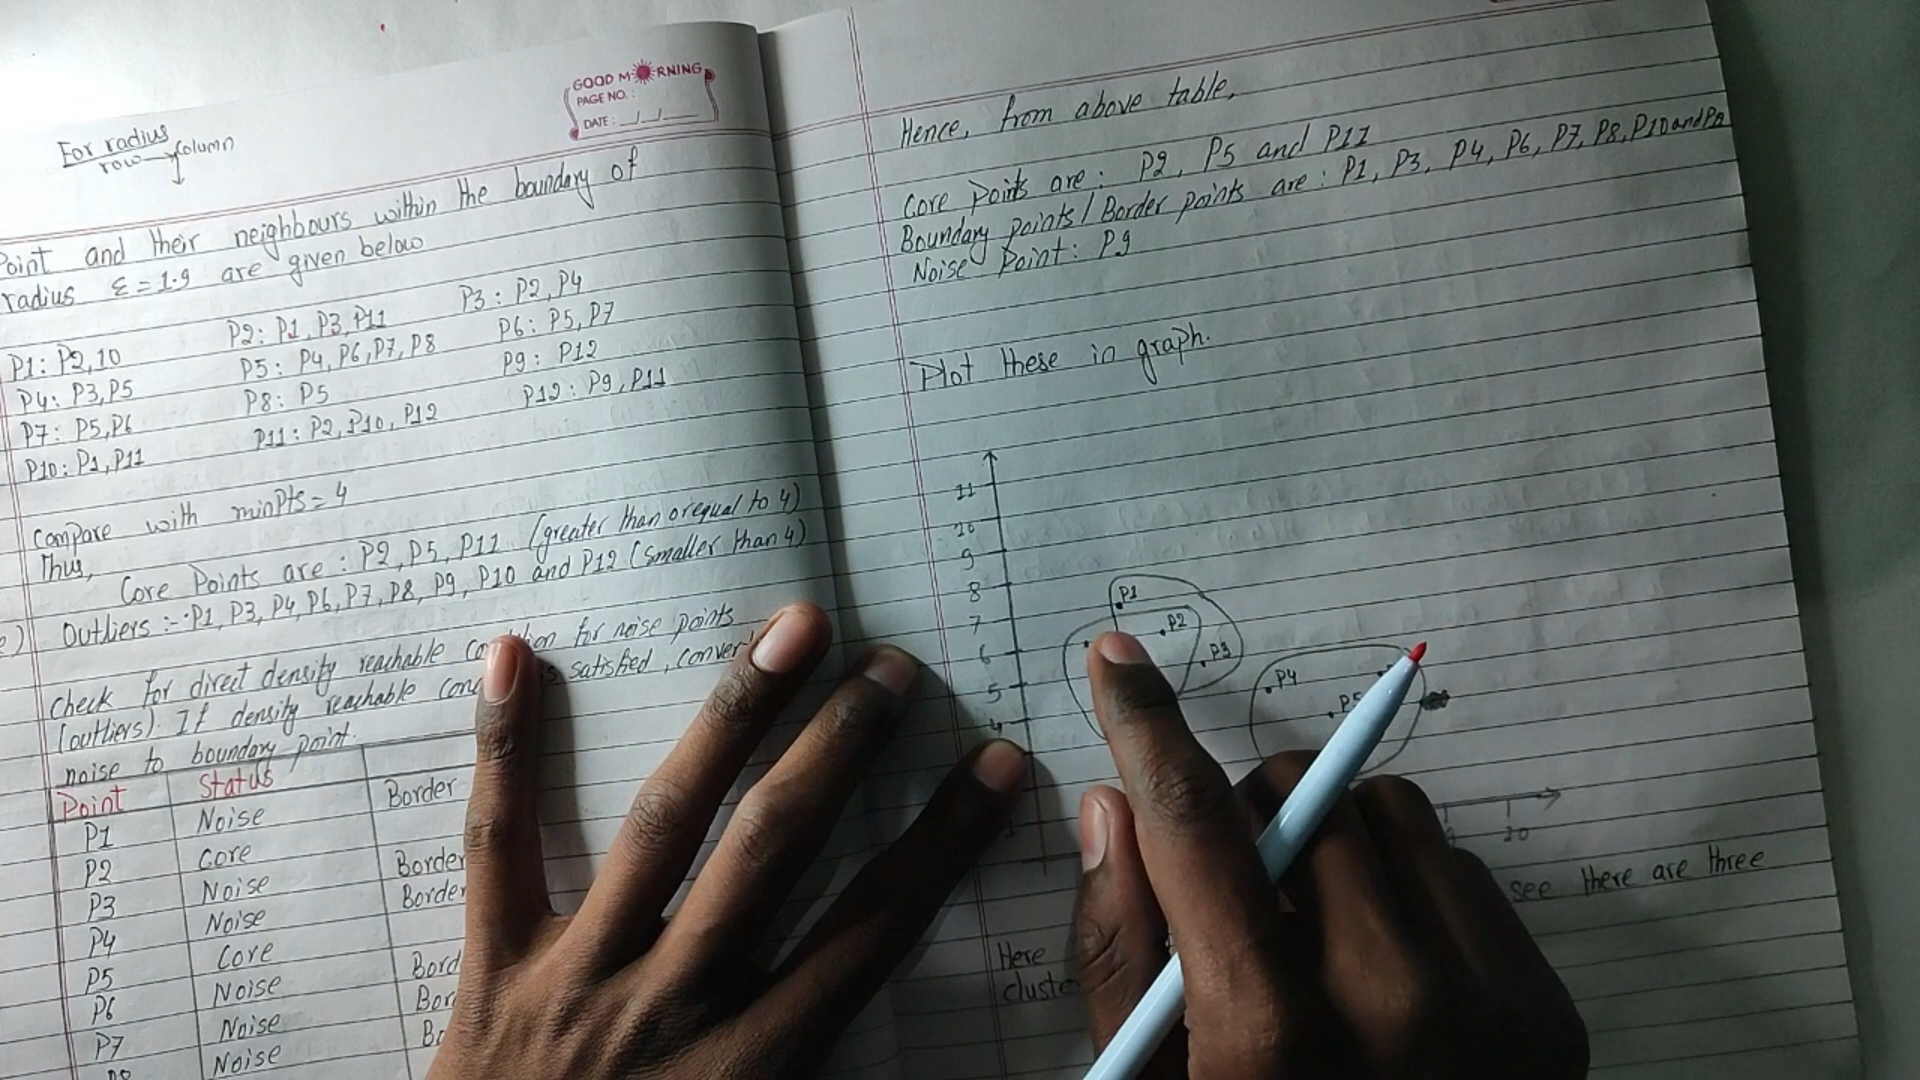 GOOD MORNING
PAGE NO. :
DATE: __/__/____
For radius
row → column
Point and their neighbours within the boundary of
radius ε = 1.9 are given below
P1: P2,10 P2: P1, P3, P11 P3: P2, P4
P4: P3,P5 P5: P4, P6, P7, P8 P6: P5, P7
P7: P5,P6 P8: P5 P9: P12
P10: P1, P11 P11: P2, P10, P12 P12: P9, P11
Compare with minPts = 4
Thus,
Core Points are: P2, P5, P11 (greater than or equal to 4)
Outliers :- P1, P3, P4, P6, P7, P8, P9, P10 and P12 (smaller than 4)
Check for direct density reachable for noise points
(outliers). If density reachable is satisfied,
noise to boundary point.
Point Status
P1 Noise Border
P2 Core
P3 Noise Border
P4 Noise Border
P5 Core
P6 Noise
P7 Noise
Noise
Hence, from above table,
Core Points are: P2, P5 and P11
Boundary points/Border points are: P1, P3, P4, P6, P7, P8, P10 and
Noise Point: P9
Plot these in graph.
11
10
9
8
7
6
5
4
P1
P2
P3
P4
10
Here see there are three